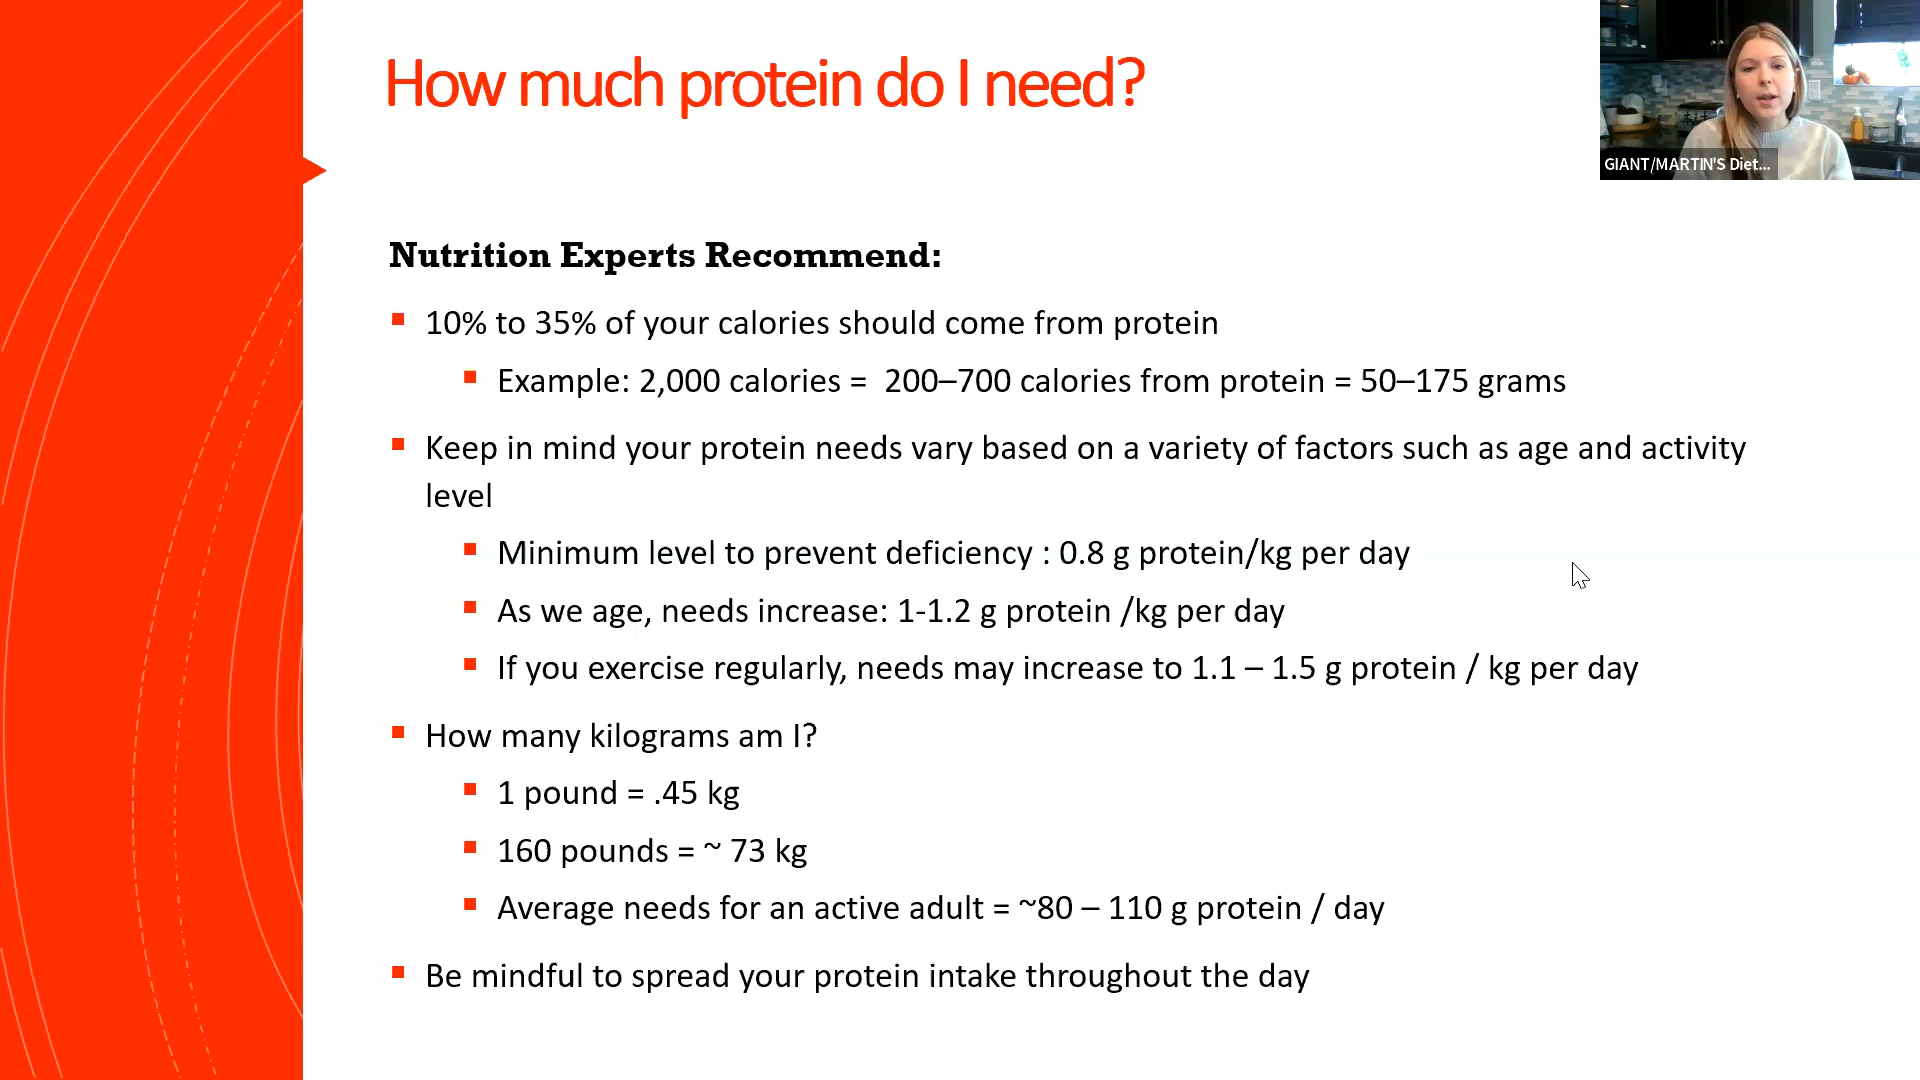 How much protein do I need?
GIANT/MARTIN'S Diet...
Nutrition Experts Recommend:
10% to 35% of your calories should come from protein
Example: 2,000 calories =  200–700 calories from protein = 50–175 grams
Keep in mind your protein needs vary based on a variety of factors such as age and activity
level
Minimum level to prevent deficiency : 0.8 g protein/kg per day
As we age, needs increase: 1-1.2 g protein /kg per day
If you exercise regularly, needs may increase to 1.1 – 1.5 g protein / kg per day
How many kilograms am I?
1 pound = .45 kg
160 pounds = ~ 73 kg
Average needs for an active adult = ~80 – 110 g protein / day
Be mindful to spread your protein intake throughout the day